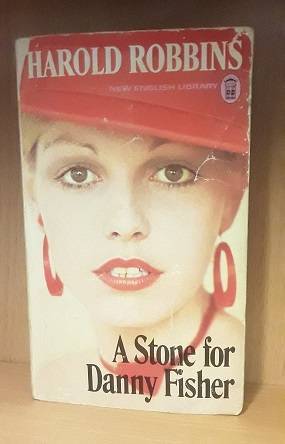 HAROLD ROBBINS
NEW ENGLISH LIBRARY
A Stone for
Danny Fisher